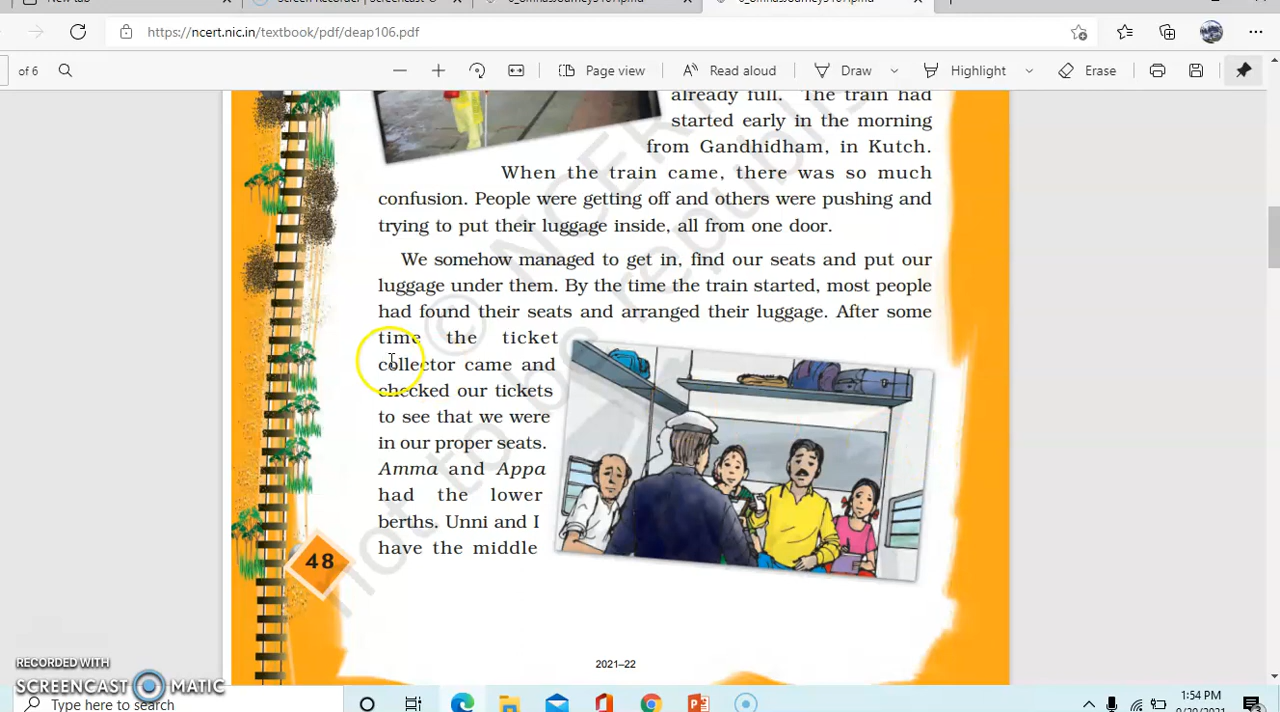 https://ncert.nic.in/textbook/pdf/deap106.pdf
of 6
Page view
Read aloud
Draw
Highlight
Erase
already full. The train had
started early in the morning
from Gandhidham, in Kutch.
When the train came, there was so much
confusion. People were getting off and others were pushing and
trying to put their luggage inside, all from one door.
We somehow managed to get in, find our seats and put our
luggage under them. By the time the train started, most people
had found their seats and arranged their luggage. After some
time the ticket
collector came and
checked our tickets
to see that we were
in our proper seats.
Amma and Appa
had the lower
berths. Unni and I
have the middle
48
© NCERT
not to be republished
2021–22
RECORDED WITH
SCREENCAST MATIC
Type here to search
1:54 PM